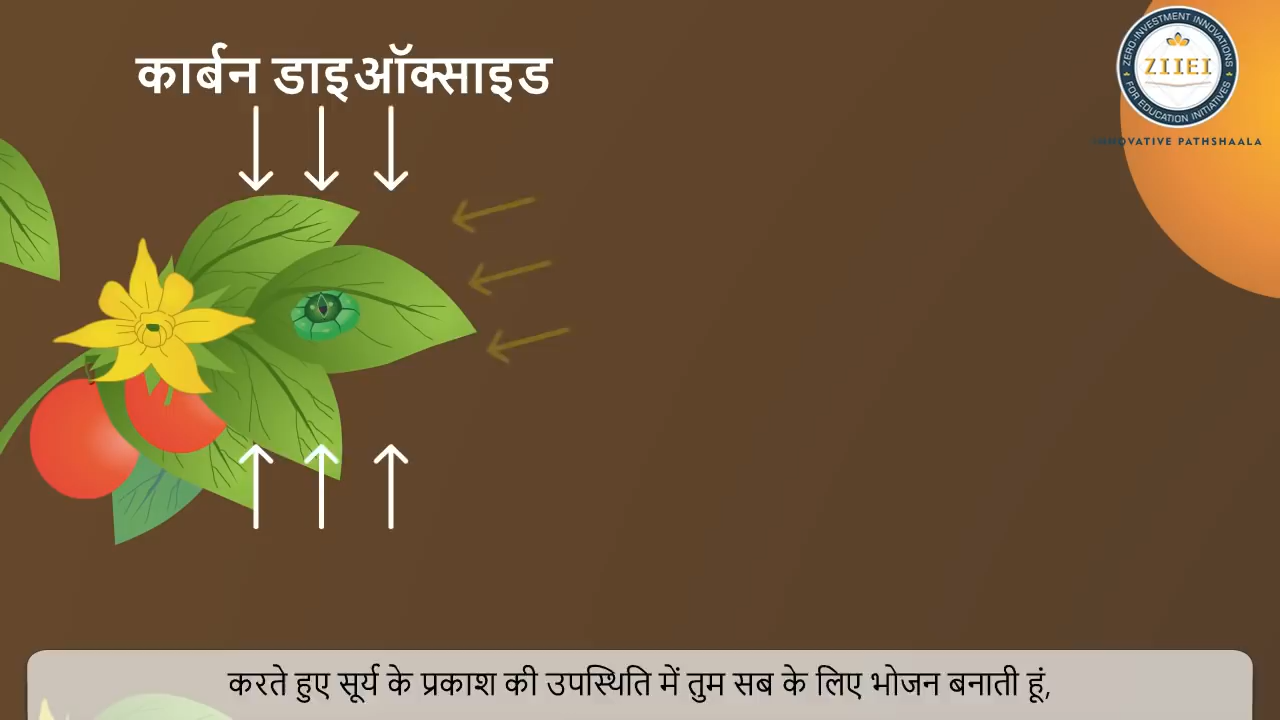 कार्बन डाइऑक्साइड
ZERO-INVESTMENT INNOVATIONS
ZIIEI
FOR EDUCATION INITIATIVES
INNOVATIVE PATHSHAALA
करते हुए सूर्य के प्रकाश की उपस्थिति में तुम सब के लिए भोजन बनाती हूं,